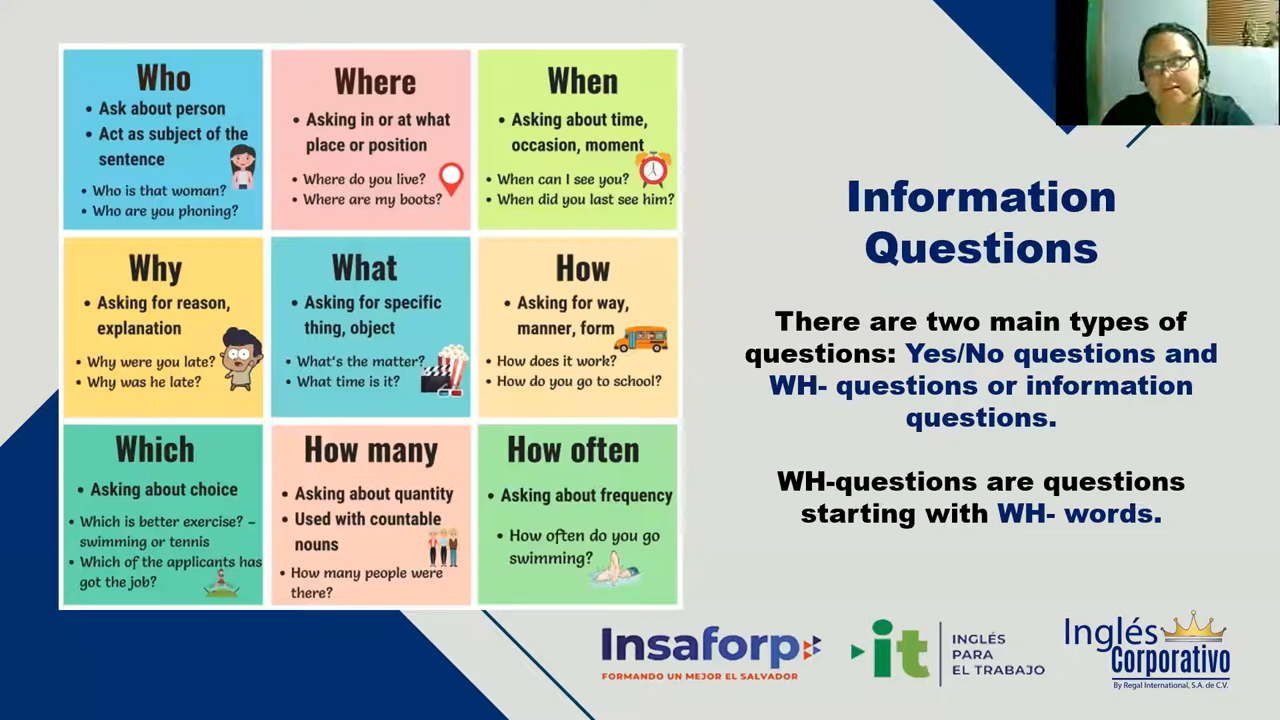 Who
• Ask about person
• Act as subject of the
sentence
• Who is that woman?
• Who are you phoning?
Where
• Asking in or at what
place or position
• Where do you live?
• Where are my boots?
When
• Asking about time,
occasion, moment
• When can I see you?
• When did you last see him?
Why
• Asking for reason,
explanation
• Why were you late?
• Why was he late?
What
• Asking for specific
thing, object
• What's the matter?
• What time is it?
How
• Asking for way,
manner, form
• How does it work?
• How do you go to school?
Which
• Asking about choice
• Which is better exercise? –
swimming or tennis
• Which of the applicants has
got the job?
How many
• Asking about quantity
• Used with countable
nouns
• How many people were
there?
How often
• Asking about frequency
• How often do you go
swimming?
Information
Questions
There are two main types of
questions: Yes/No questions and
WH- questions or information
questions.
WH-questions are questions
starting with WH- words.
Insaforp
FORMANDO UN MEJOR EL SALVADOR
it
INGLÉS
PARA
EL TRABAJO
Inglés
Corporativo
By Regal International, S.A. de C.V.